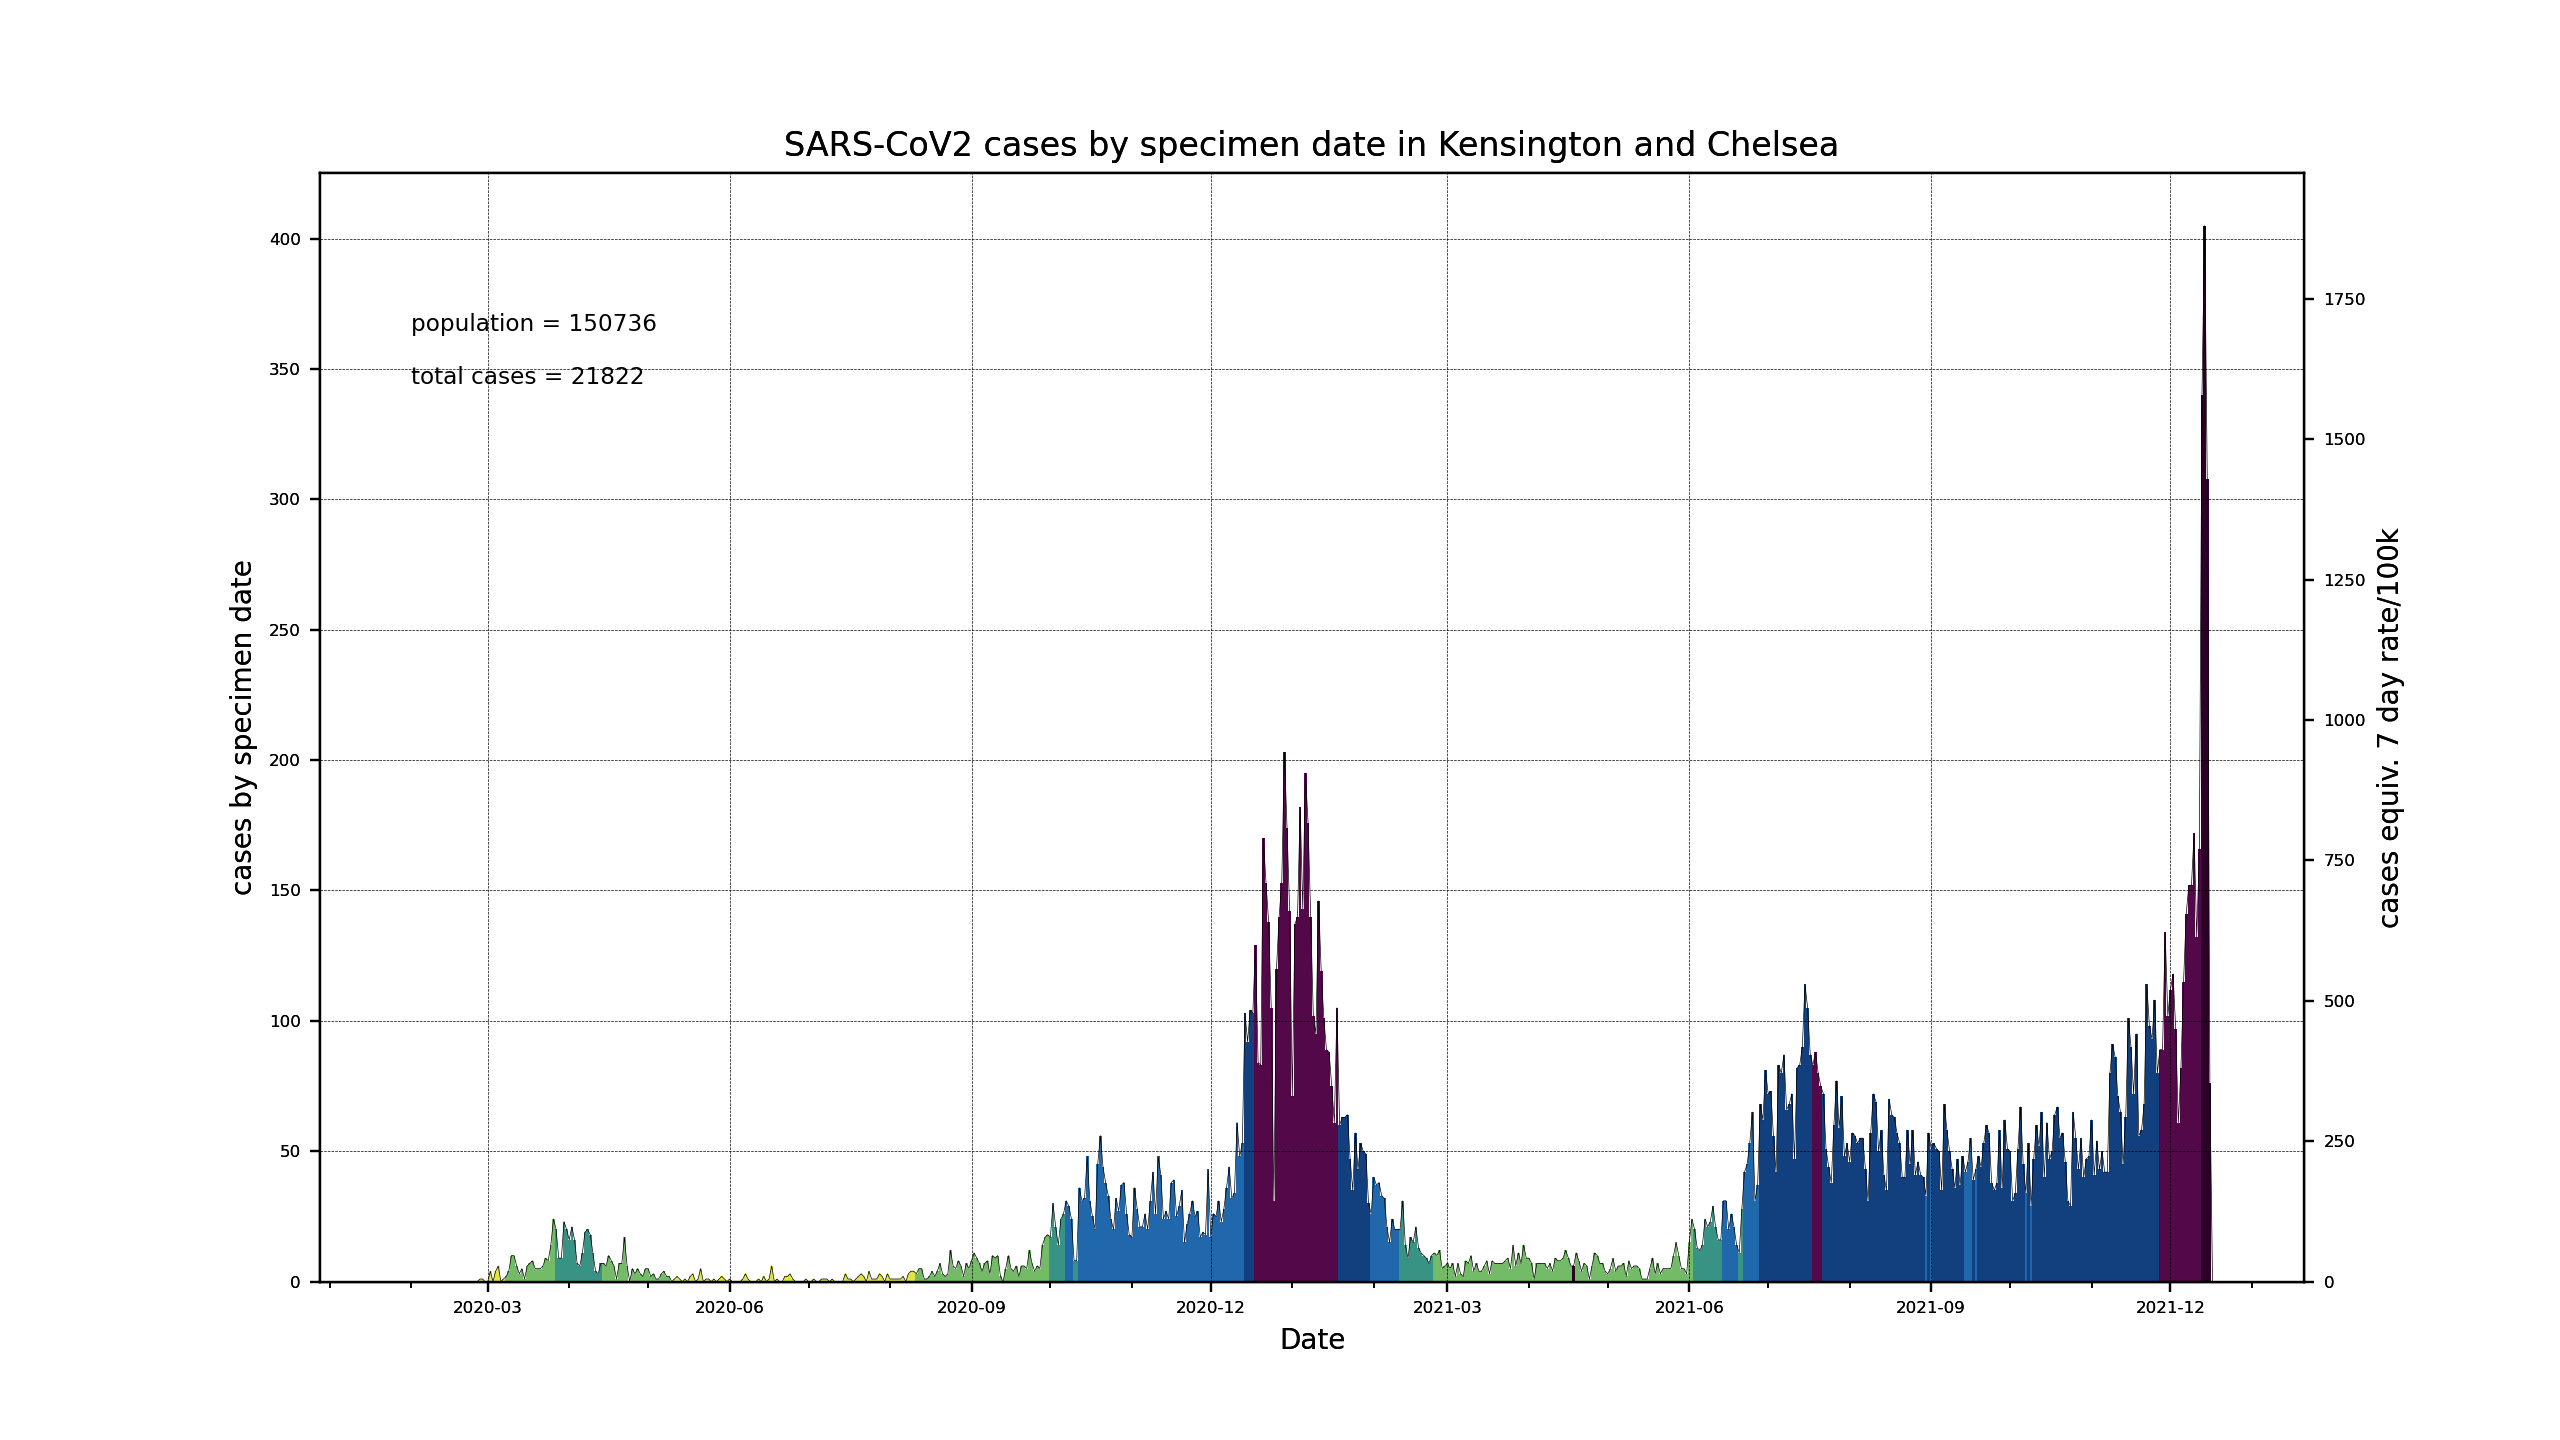 SARS-CoV2 cases by specimen date in Kensington and Chelsea
population = 150736
total cases = 21822
cases by specimen date
400
350
300
250
200
150
100
50
0
1750
1500
1250
1000
750
500
250
0
cases equiv. 7 day rate/100k
2020-03 2020-06 2020-09 2020-12 2021-03 2021-06 2021-09 2021-12
Date